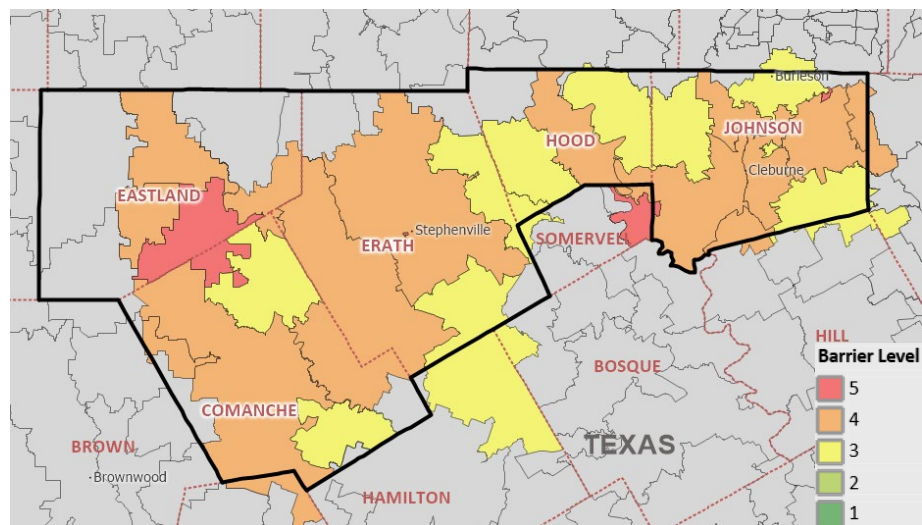 Burleson
HOOD
JOHNSON
Cleburne
EASTLAND
Stephenville
ERATH
SOMERVELL
HILL
Barrier Level
BOSQUE
5
4
COMANCHE
3
BROWN
TEXAS
Brownwood
2
HAMILTON
1